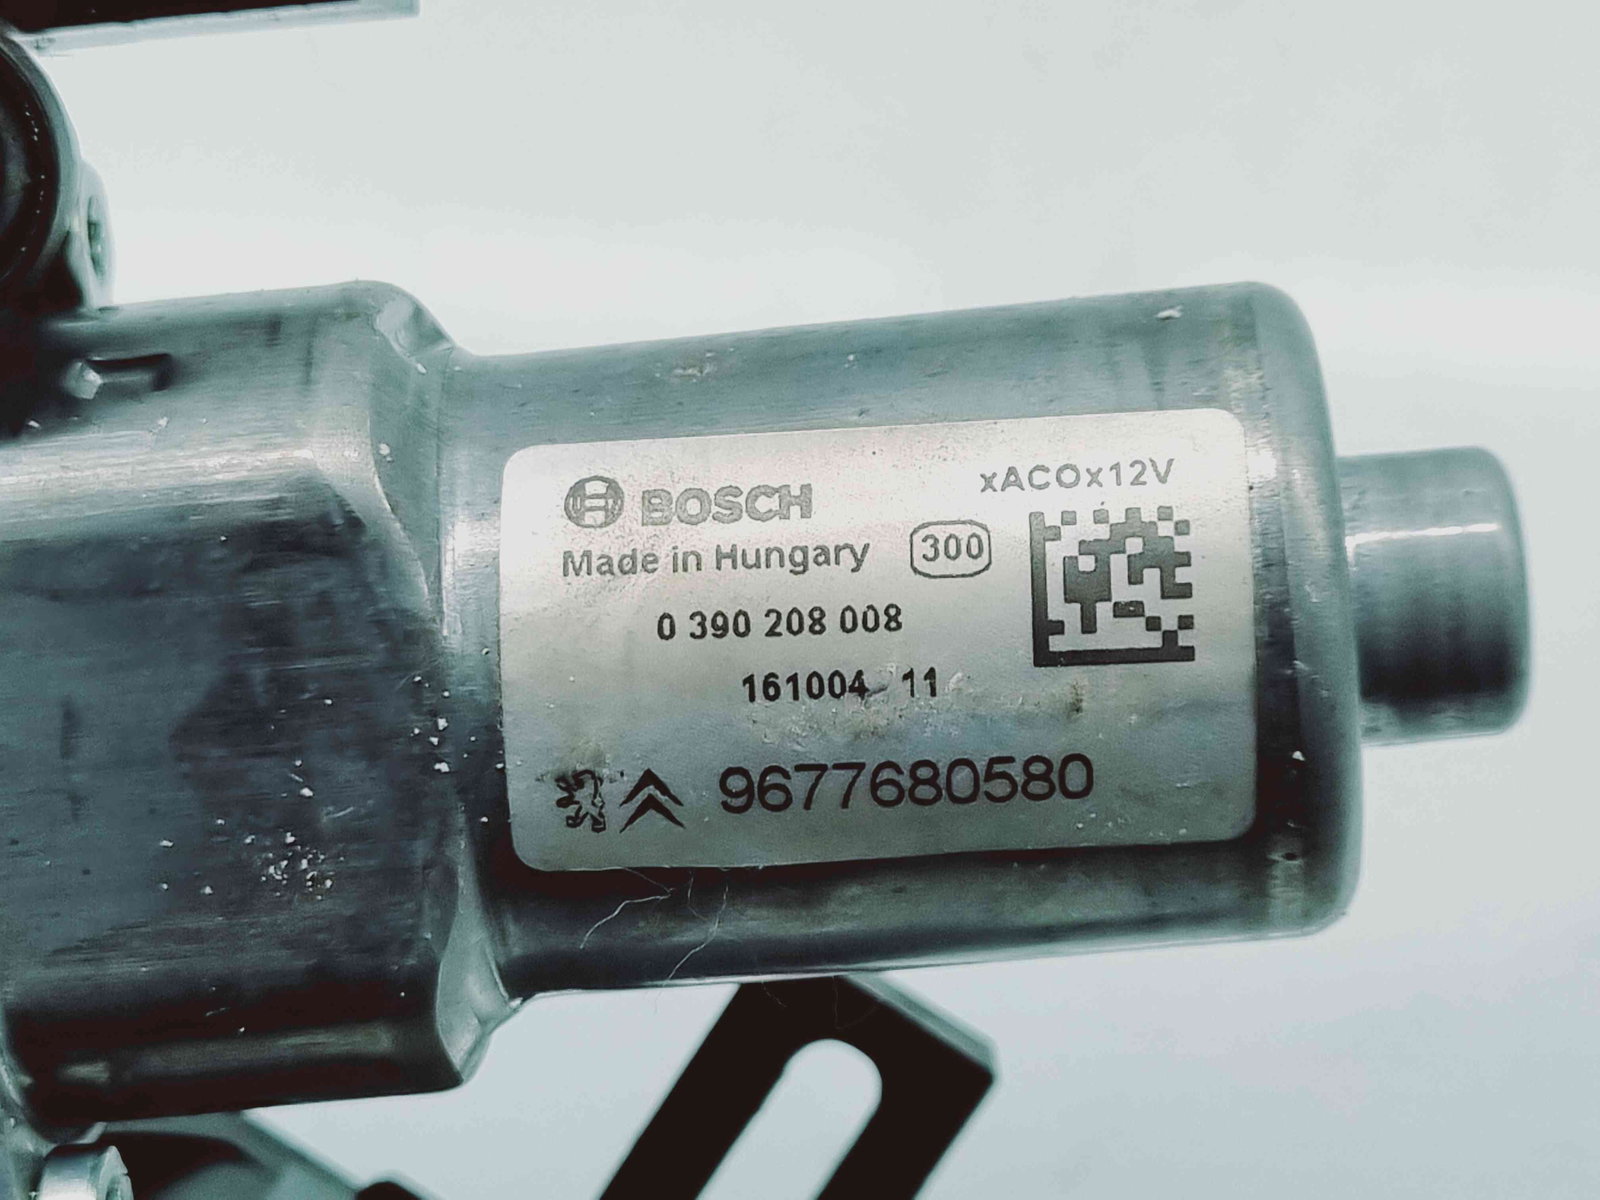 BOSCH xACOx12V
Made in Hungary 300
0 390 208 008
161004 11
9677680580